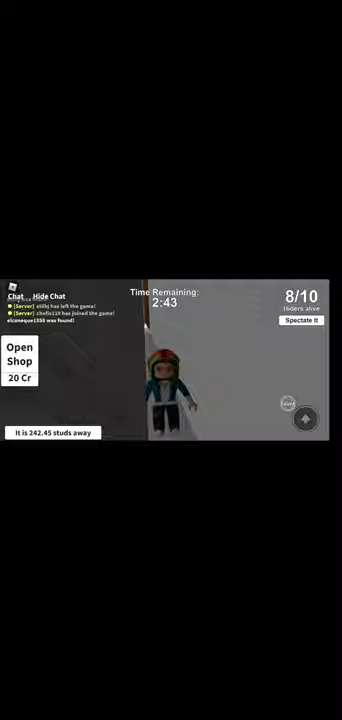 Chat Hide Chat
[Server] has left the game!
[Server] has joined the game!
was found!
Time Remaining:
2:43
8/10
Hiders alive
Spectate It
Open
Shop
20 Cr
It is 242.45 studs away